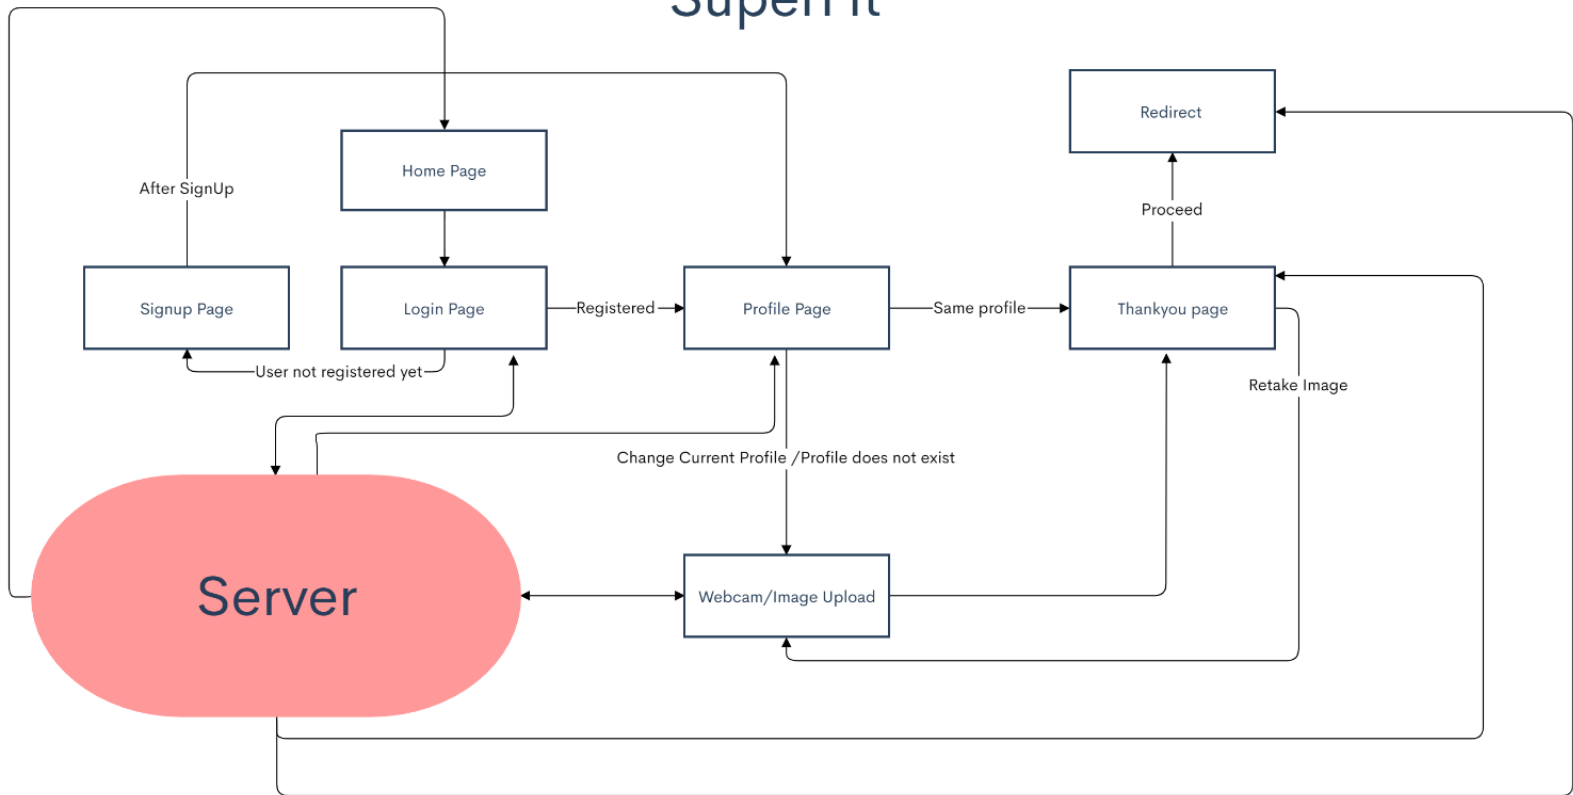 Redirect
Home Page
After SignUp
Proceed
Signup Page
Login Page
Registered
Profile Page
Same profile
Thankyou page
User not registered yet
Retake Image
Change Current Profile /Profile does not exist
Server
Webcam/Image Upload